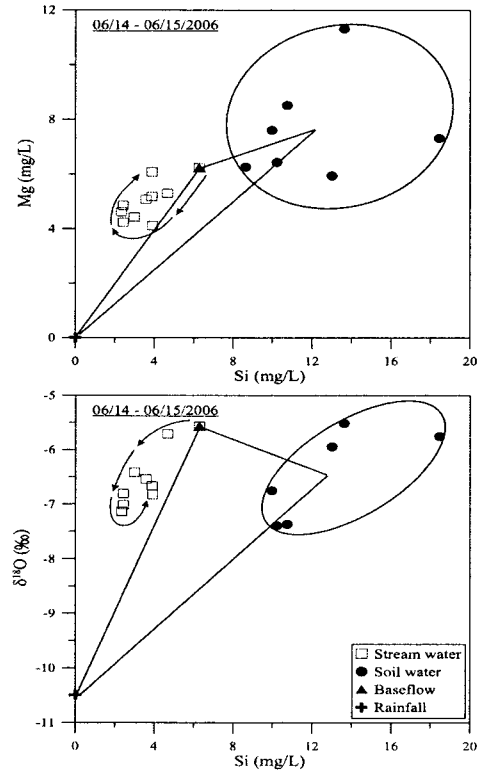 12
06/14 - 06/15/2006
8
Mg (mg/L)
4
0
0 4 8 12 16 20
Si (mg/L)
-5
06/14 - 06/15/2006
-6
-7
-8
δ¹⁸O (‰)
-9
-10
-11
Stream water
Soil water
Baseflow
Rainfall
0 4 8 12 16 20
Si (mg/L)